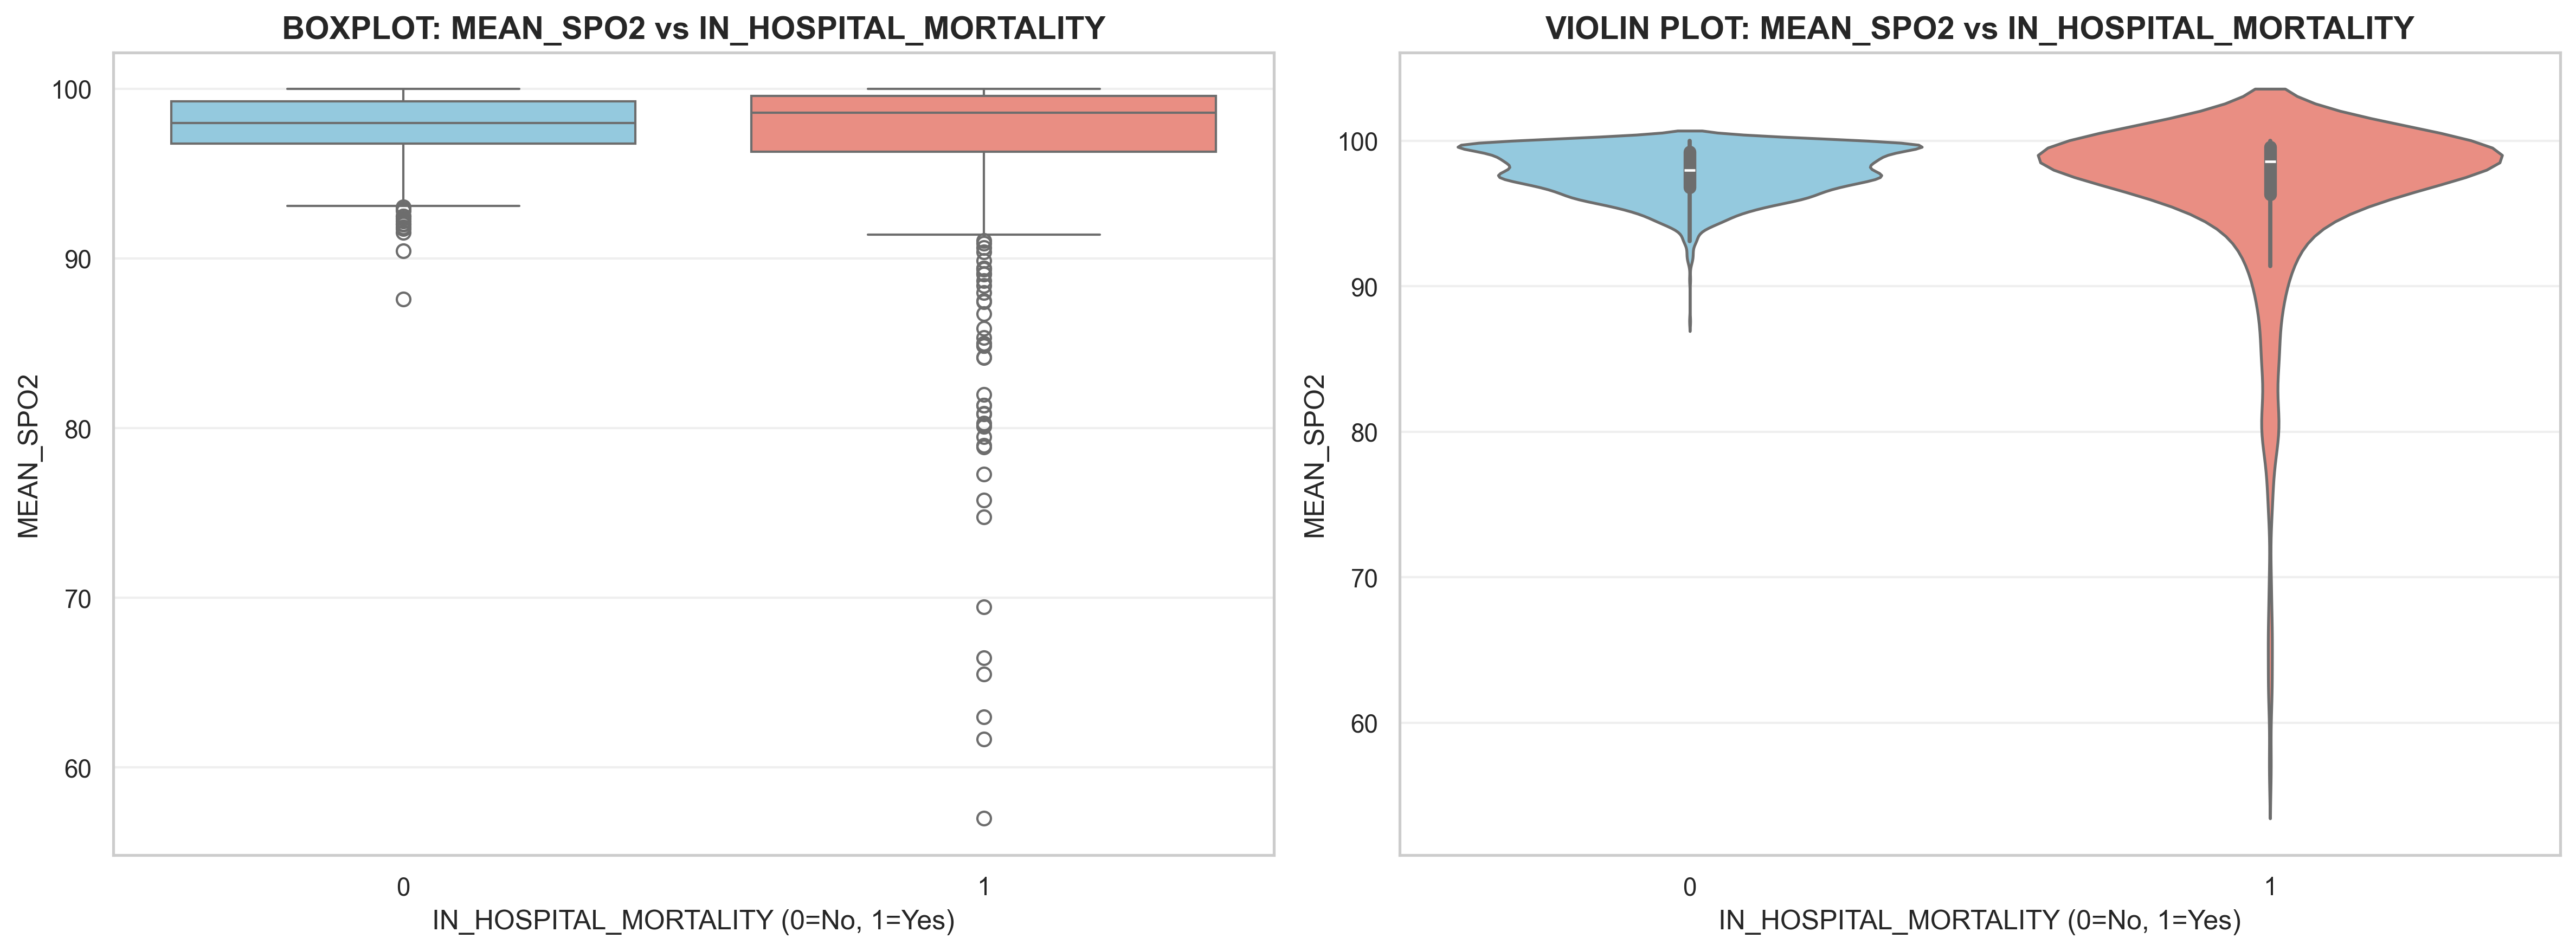 BOXPLOT: MEAN_SPO2 vs IN_HOSPITAL_MORTALITY
100
90
80
70
60
MEAN_SPO2
0
1
IN_HOSPITAL_MORTALITY (0=No, 1=Yes)
VIOLIN PLOT: MEAN_SPO2 vs IN_HOSPITAL_MORTALITY
100
90
80
70
60
MEAN_SPO2
0
1
IN_HOSPITAL_MORTALITY (0=No, 1=Yes)